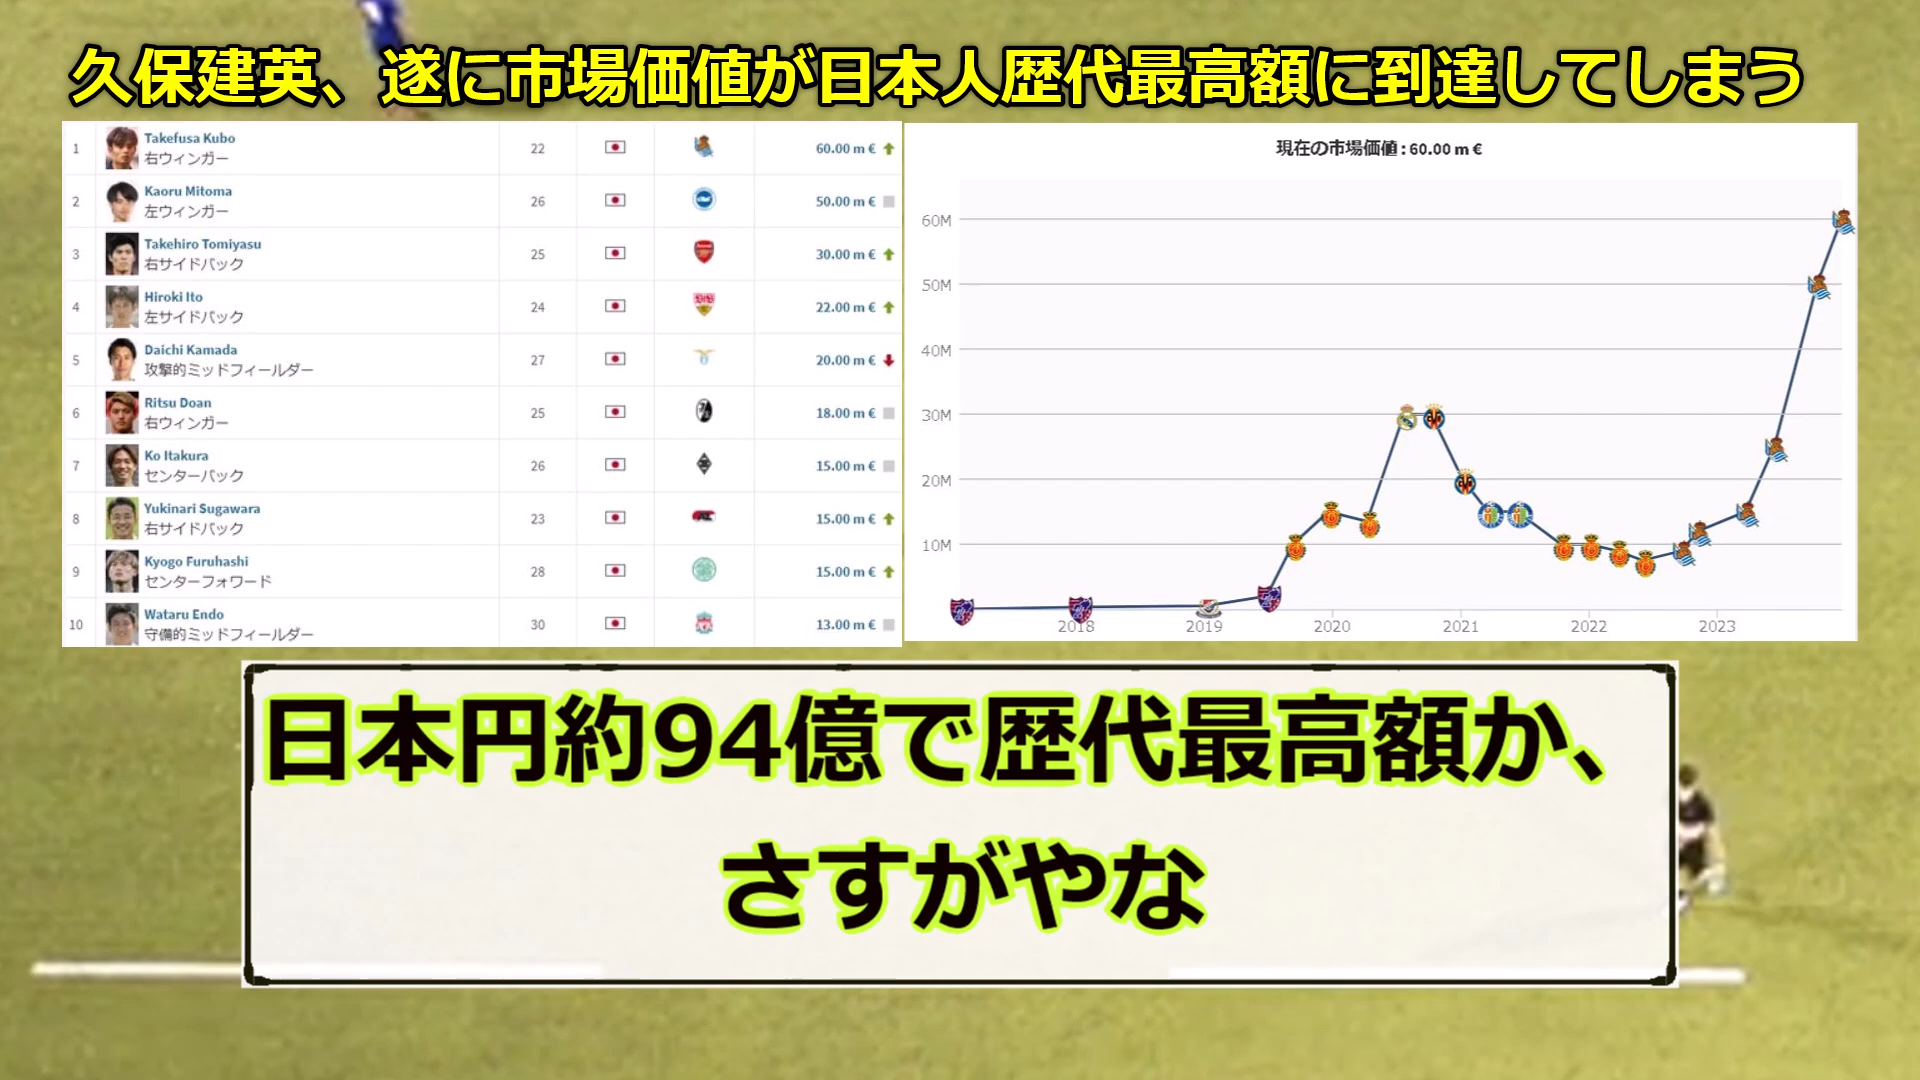 久保建英、遂に市場価値が日本人歴代最高額に到達してしまう
1 Takefusa Kubo 右ウィンガー 22 60.00 m €
2 Kaoru Mitoma 左ウィンガー 26 50.00 m €
3 Takehiro Tomiyasu 右サイドバック 25 30.00 m €
4 Hiroki Ito 左サイドバック 24 22.00 m €
5 Daichi Kamada 攻撃的ミッドフィールダー 27 20.00 m €
6 Ritsu Doan 右ウィンガー 25 18.00 m €
7 Ko Itakura センターバック 26 15.00 m €
8 Yukinari Sugawara 右サイドバック 23 15.00 m €
9 Kyogo Furuhashi センターフォワード 28 15.00 m €
10 Wataru Endo 守備的ミッドフィールダー 30 13.00 m €
現在の市場価値 : 60.00 m €
60M
50M
40M
30M
20M
10M
2018 2019 2020 2021 2022 2023
日本円約94億で歴代最高額か、
さすがやな